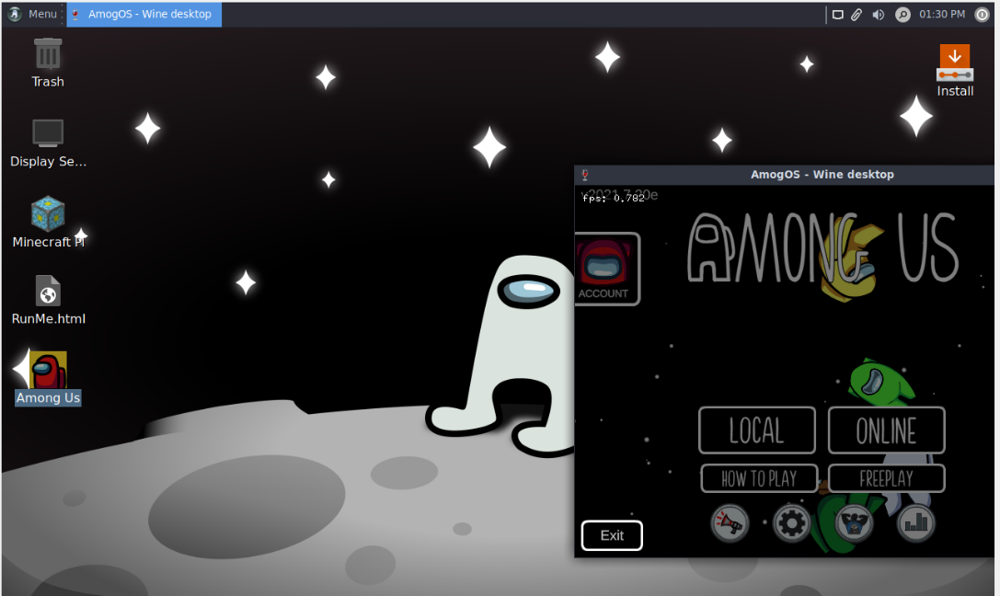 Menu
AmogOS - Wine desktop
01:30 PM
Trash
Display Se...
Minecraft Pi
RunMe.html
Among Us
Install
AmogOS - Wine desktop
v2021.7.20e
fps: 0.782
AMONG US
ACCOUNT
LOCAL
ONLINE
HOW TO PLAY
FREEPLAY
Exit